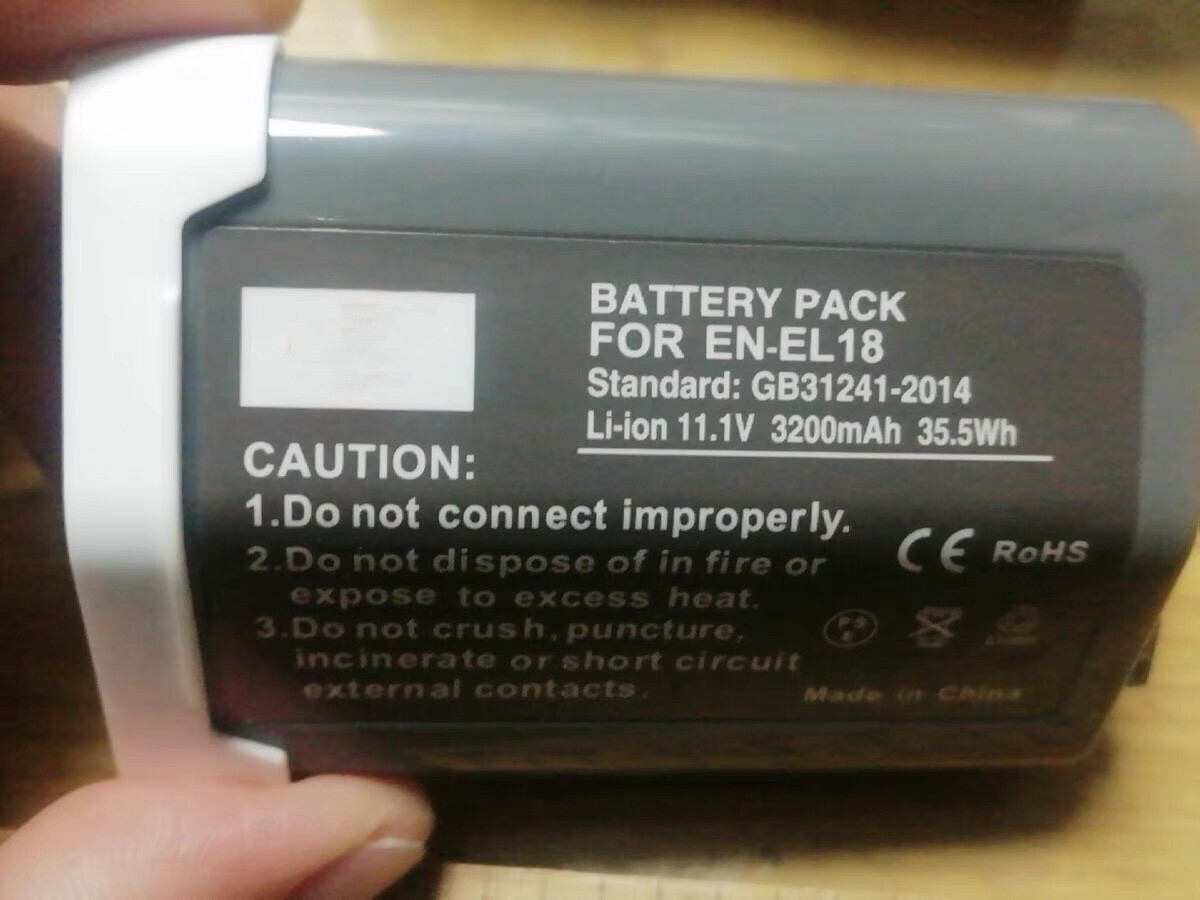 BATTERY PACK
FOR EN-EL18
Standard: GB31241-2014
Li-ion 11.1V 3200mAh 35.5Wh
CAUTION:
1.Do not connect improperly.
2.Do not dispose of in fire or
expose to excess heat.
3.Do not crush, puncture,
incinerate or short circuit
external contacts.
CE RoHS
PS
E
Made in China